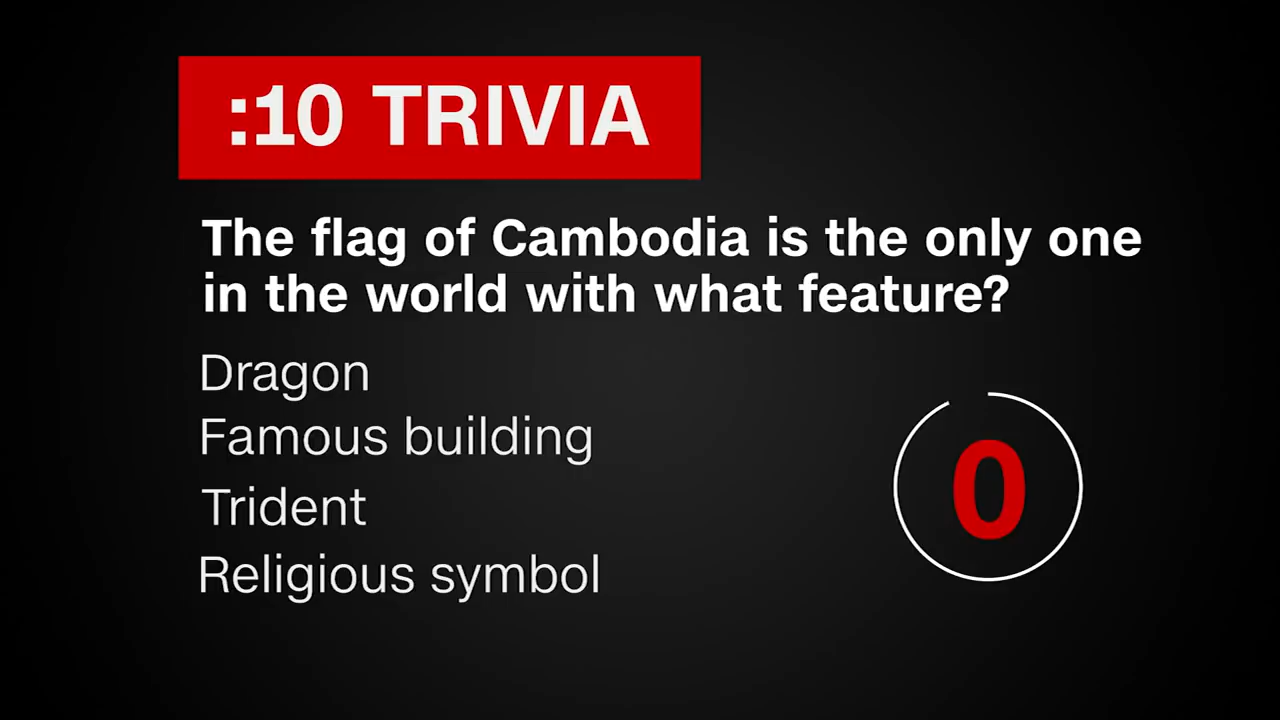 :10 TRIVIA
The flag of Cambodia is the only one
in the world with what feature?
Dragon
Famous building
Trident
Religious symbol
0